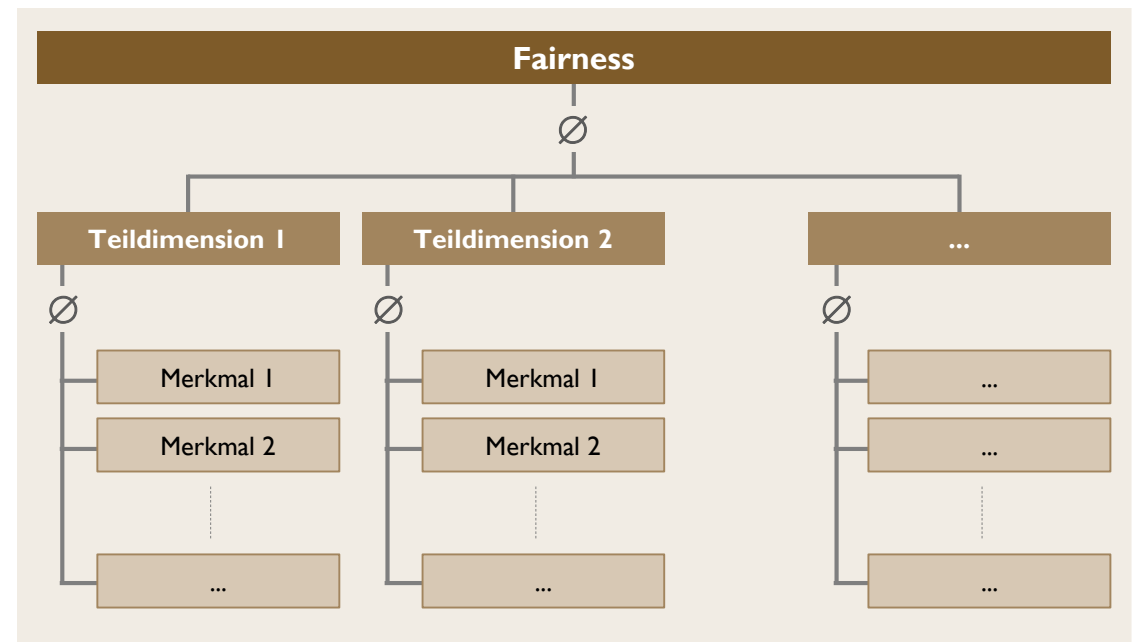 Fairness
∅
Teildimension 1
Teildimension 2
...
∅
∅
∅
Merkmal 1
Merkmal 1
...
Merkmal 2
Merkmal 2
...
...
...
...